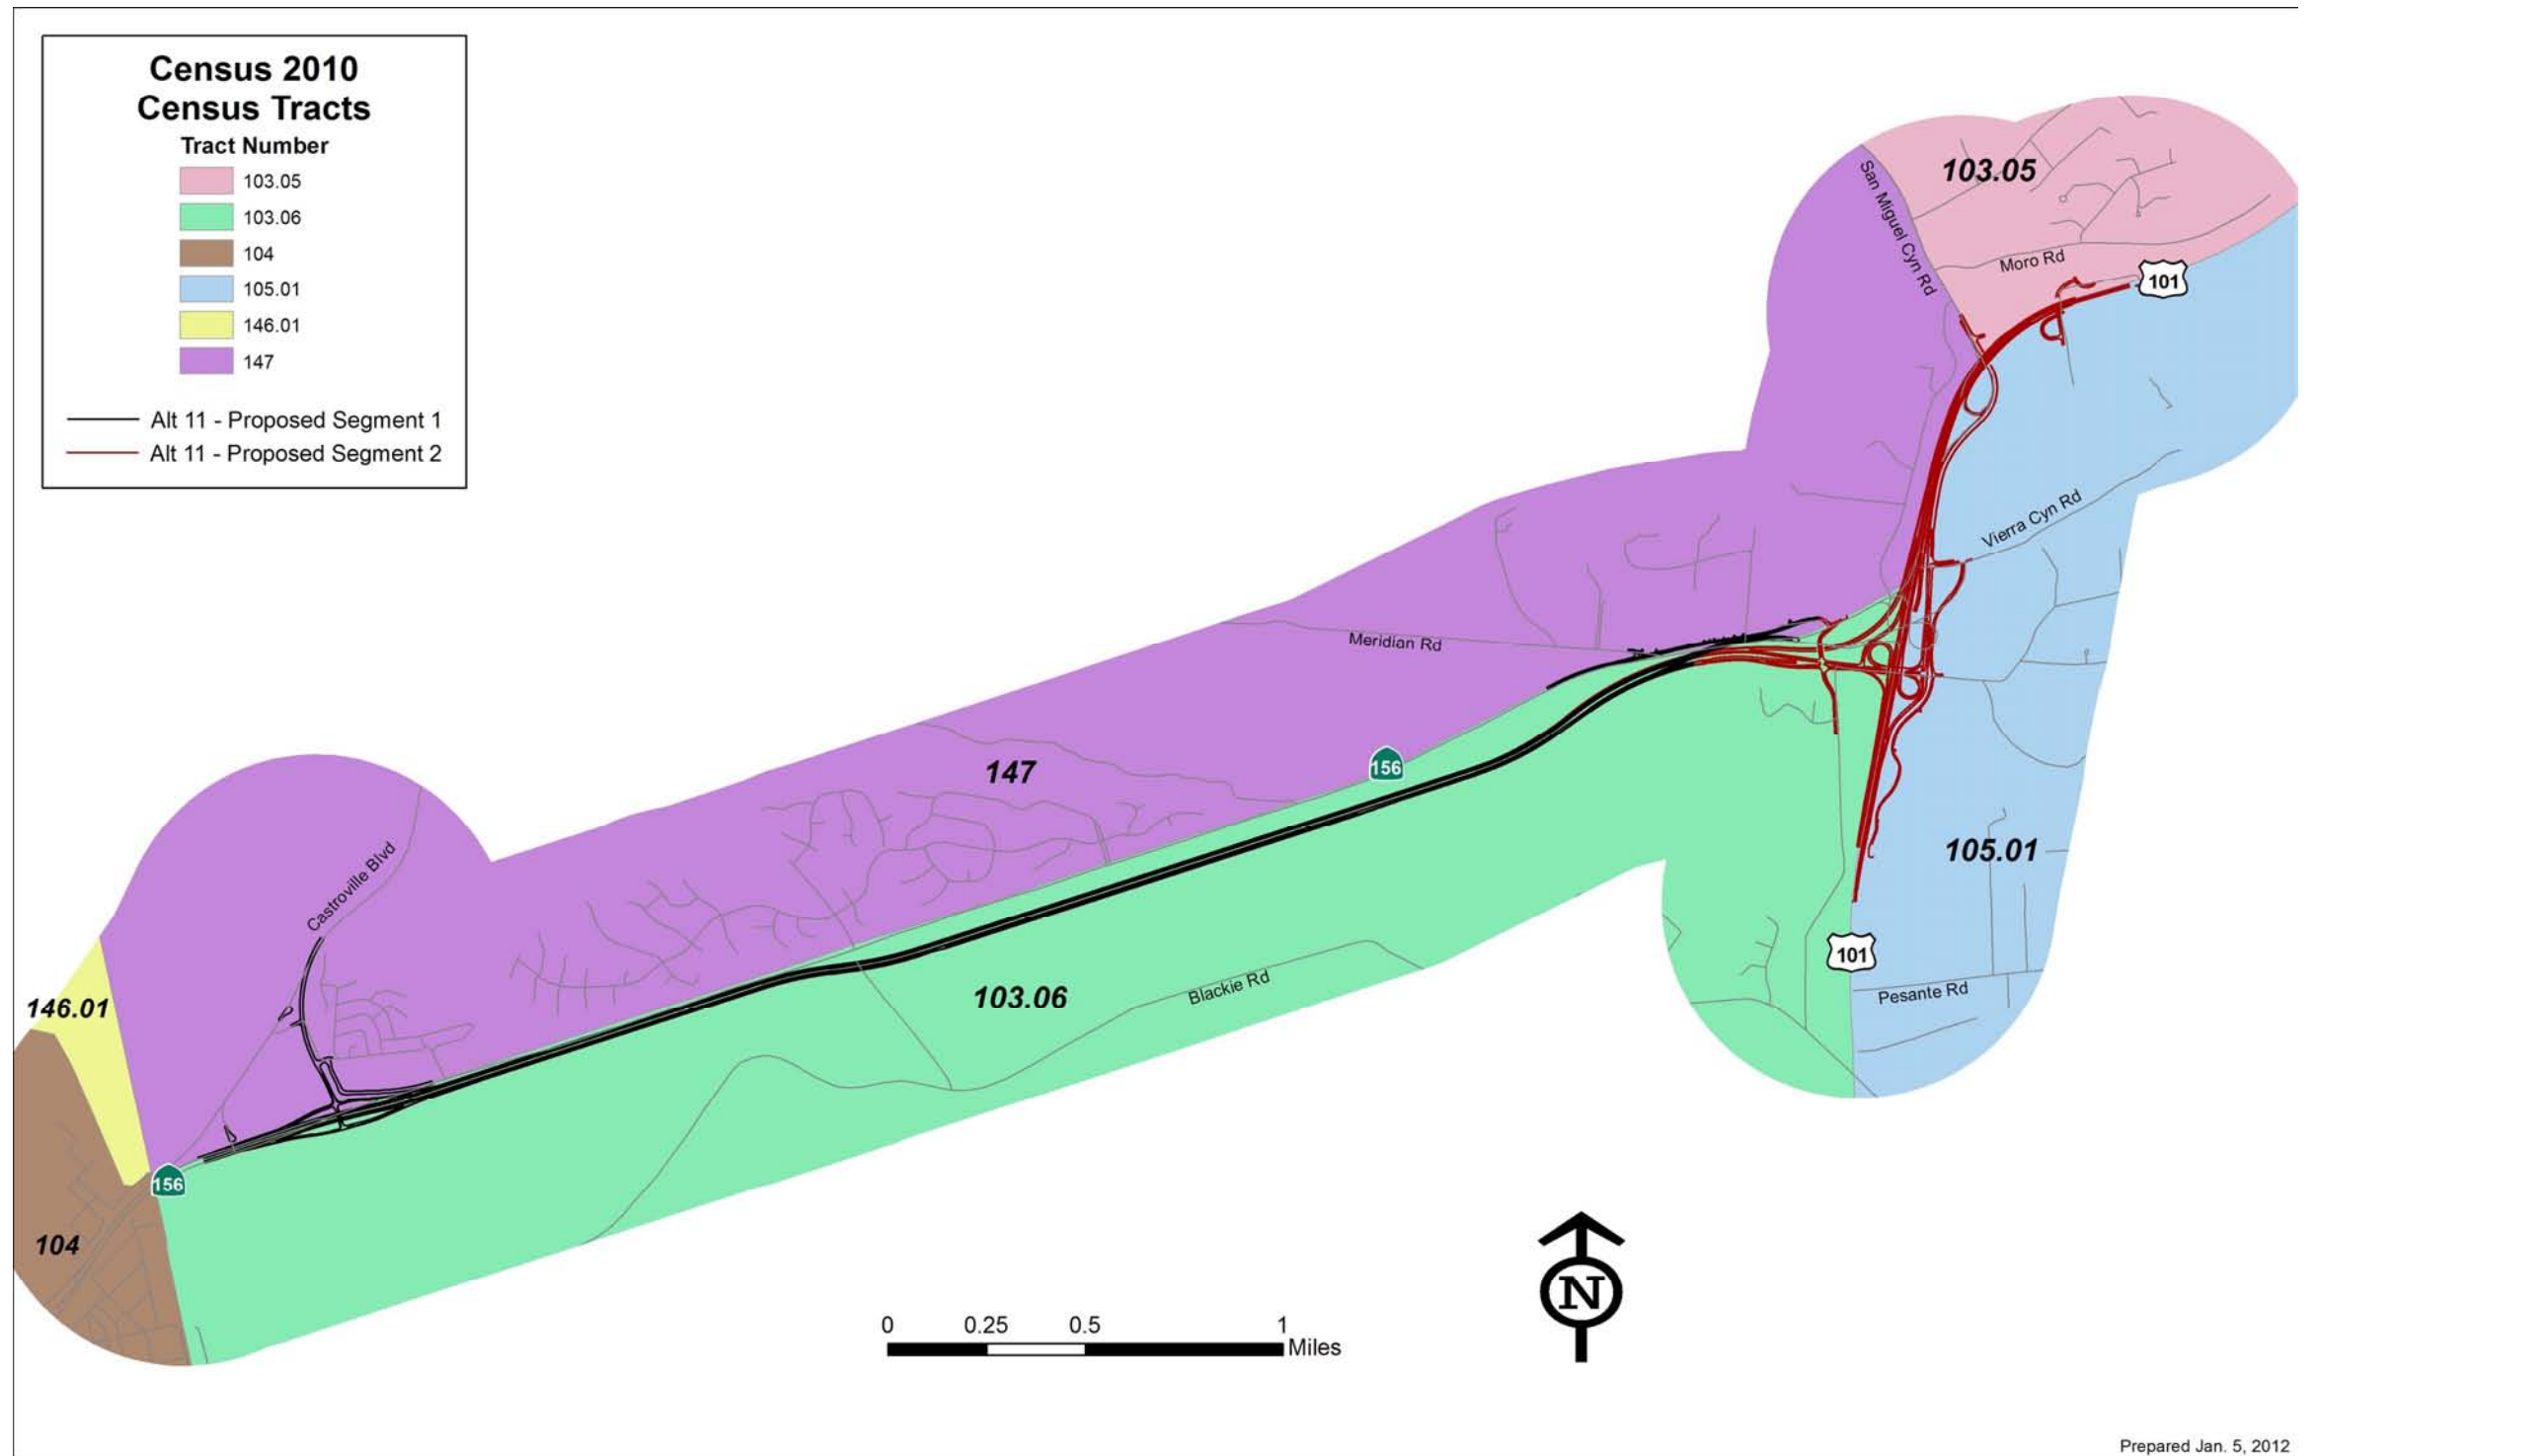 Census 2010
Census Tracts
Tract Number
103.05
103.06
104
105.01
146.01
147
Alt 11 - Proposed Segment 1
Alt 11 - Proposed Segment 2
103.05
San Miguel Cyn Rd
Moro Rd
101
Vierra Cyn Rd
Meridian Rd
147
156
105.01
Castroville Blvd
101
103.06
Blackie Rd
Pesante Rd
146.01
156
104
N
0 0.25 0.5 1
Miles
Prepared Jan. 5, 2012